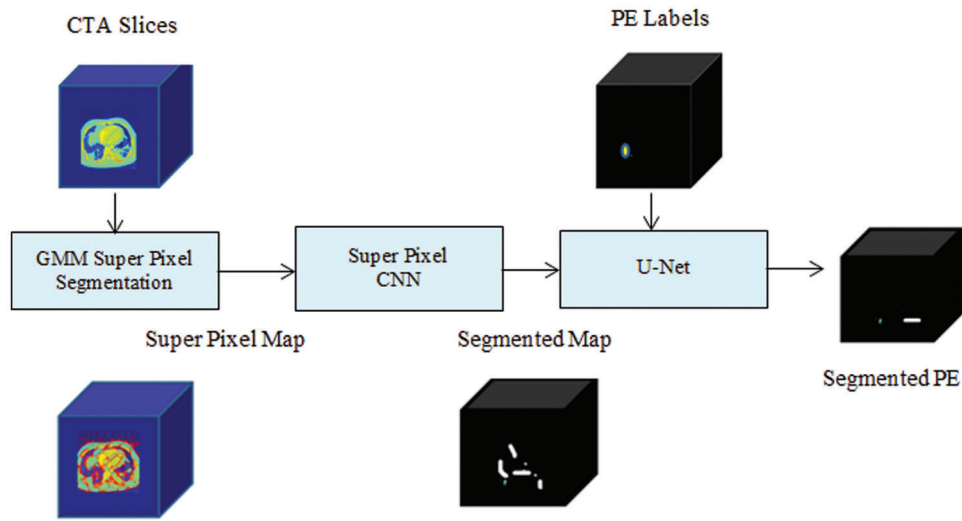 CTA Slices
PE Labels
GMM Super Pixel
Segmentation
Super Pixel
CNN
U-Net
Super Pixel Map
Segmented Map
Segmented PE